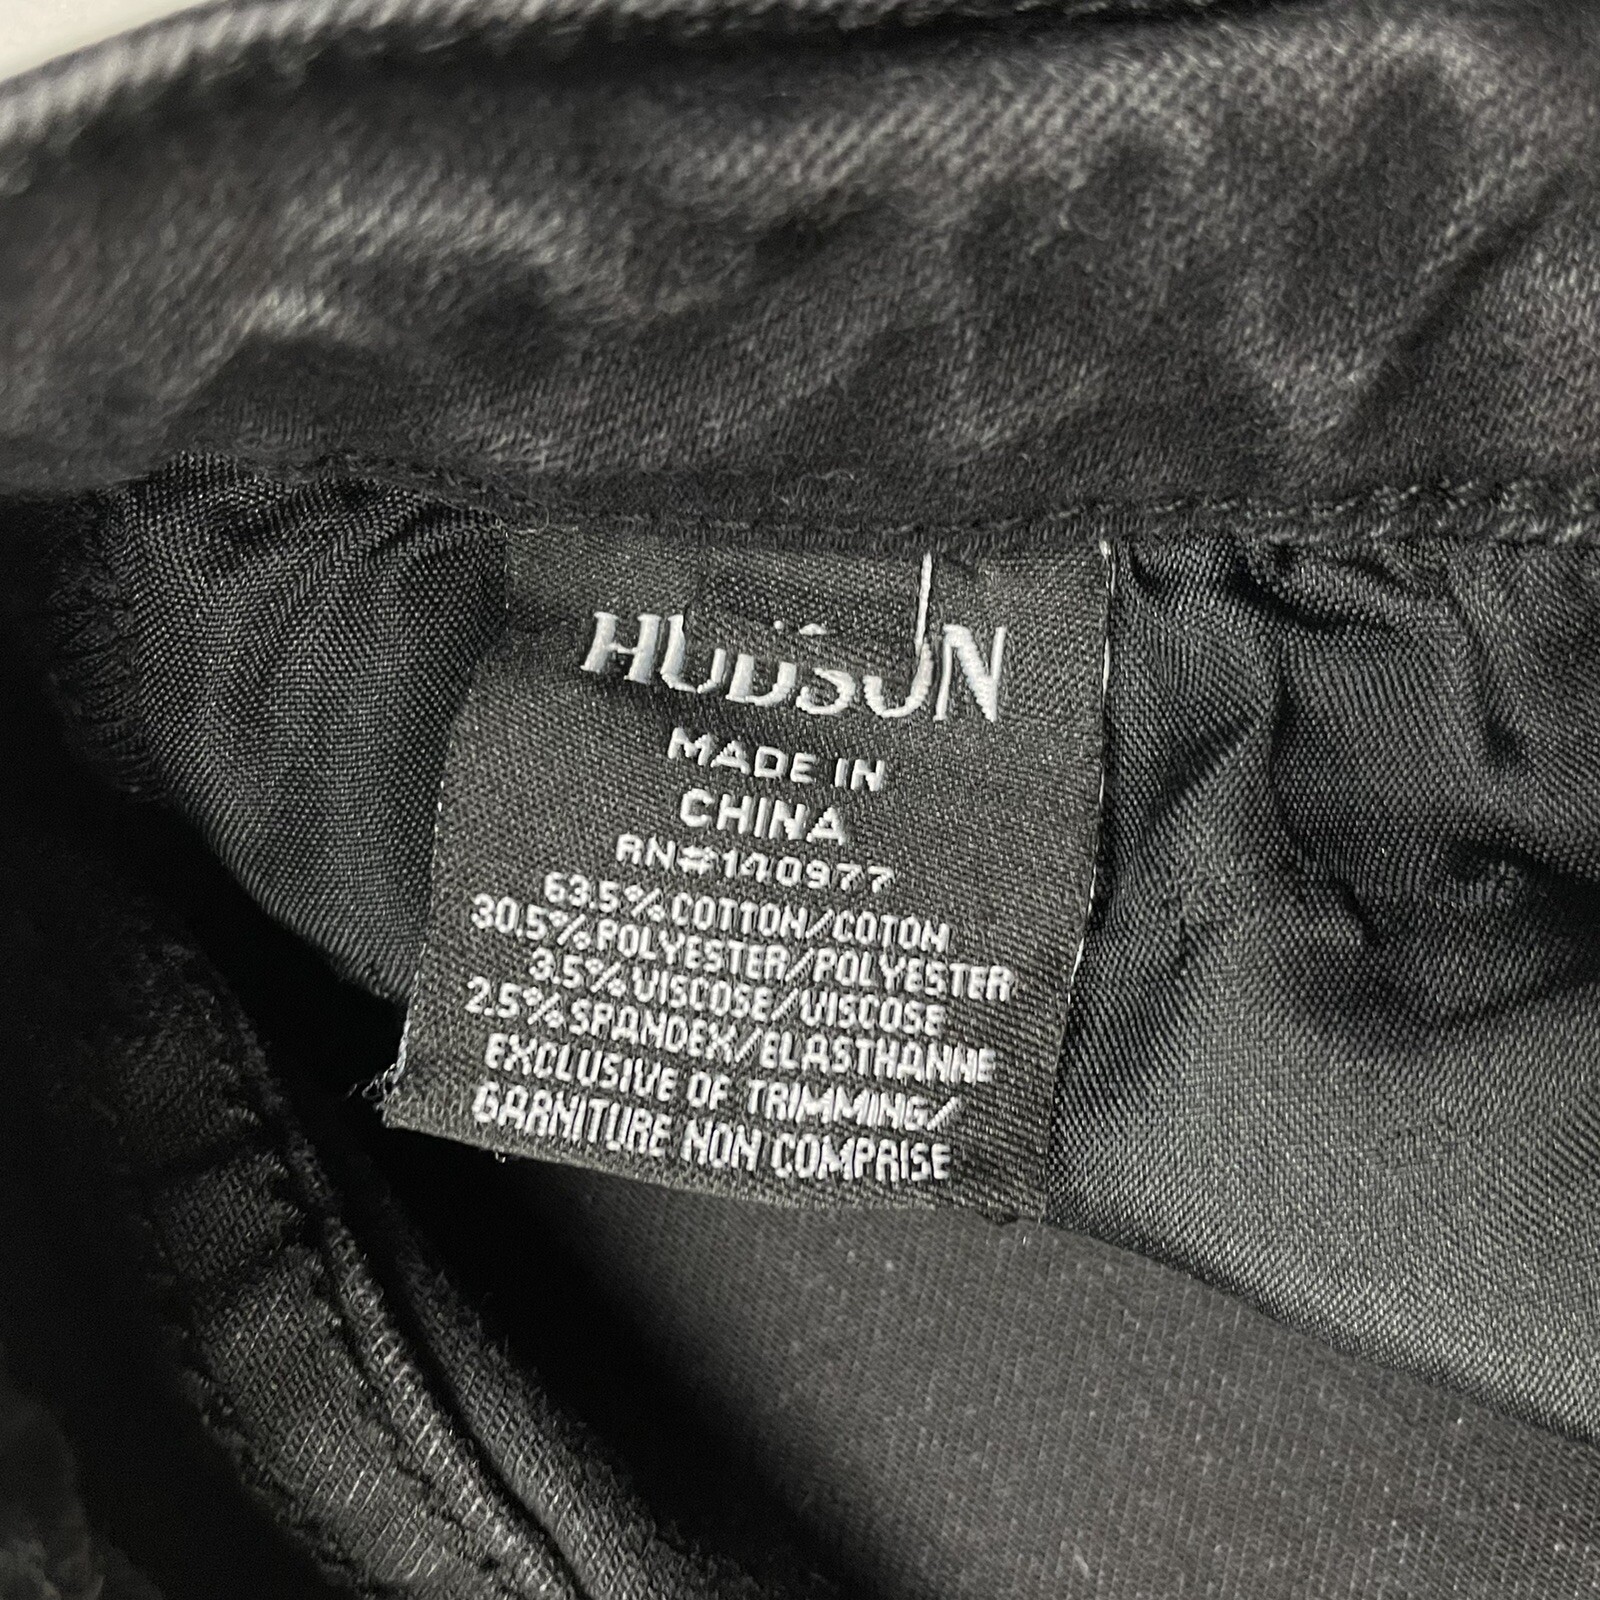 HUDSON
MADE IN
CHINA
RN#140977
63.5% COTTON/COTON
30.5% POLYESTER/POLYESTER
3.5% VISCOSE/VISCOSE
2.5% SPANDEX/ELASTHANNE
EXCLUSIVE OF TRIMMING/
GARNITURE NON COMPRISE